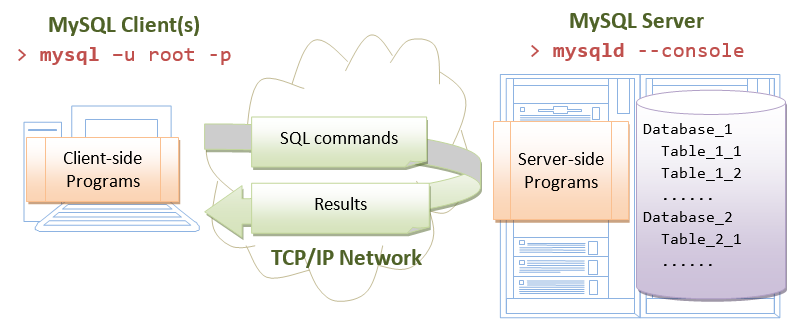 MySQL Client(s)
> mysql –u root -p
MySQL Server
> mysqld --console
Client-side
Programs
SQL commands
Results
TCP/IP Network
Server-side
Programs
Database_1
Table_1_1
Table_1_2
......
Database_2
Table_2_1
......